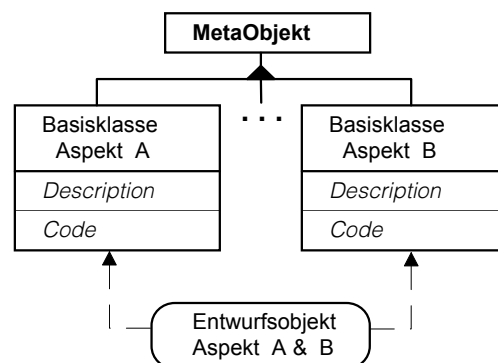 MetaObjekt
. . .
Basisklasse
Aspekt A
Description
Code
Basisklasse
Aspekt B
Description
Code
Entwurfsobjekt
Aspekt A & B